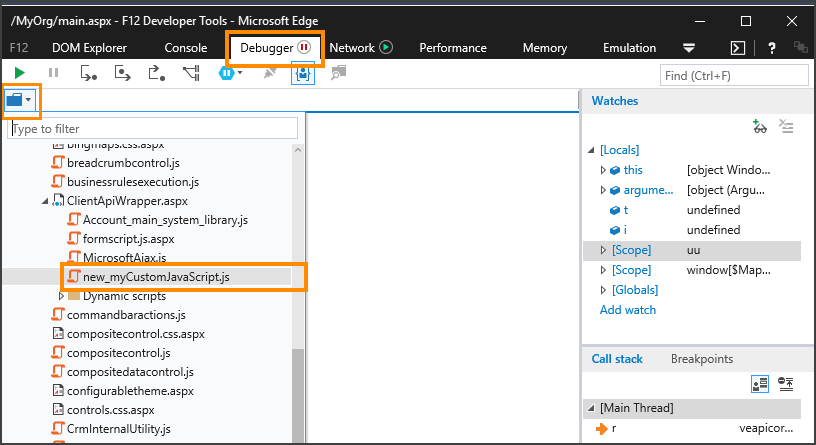 /MyOrg/main.aspx - F12 Developer Tools - Microsoft Edge
F12 DOM Explorer Console Debugger Network Performance Memory Emulation ?
Find (Ctrl+F)
Type to filter
bingmaps.css.aspx
breadcrumbcontrol.js
businessrulesexecution.js
ClientApiWrapper.aspx
Account_main_system_library.js
formscript.js.aspx
MicrosoftAjax.js
new_myCustomJavaScript.js
Dynamic scripts
commandbaractions.js
compositecontrol.css.aspx
compositecontrol.js
compositedatacontrol.js
configurabletheme.aspx
controls.css.aspx
CrmInternalUtility.js
Watches
[Locals]
this [object Windo...
argume... [object (Argu...
t undefined
i undefined
[Scope] uu
[Scope] window[$Map...
[Globals]
Add watch
Call stack Breakpoints
[Main Thread]
r veapicor...